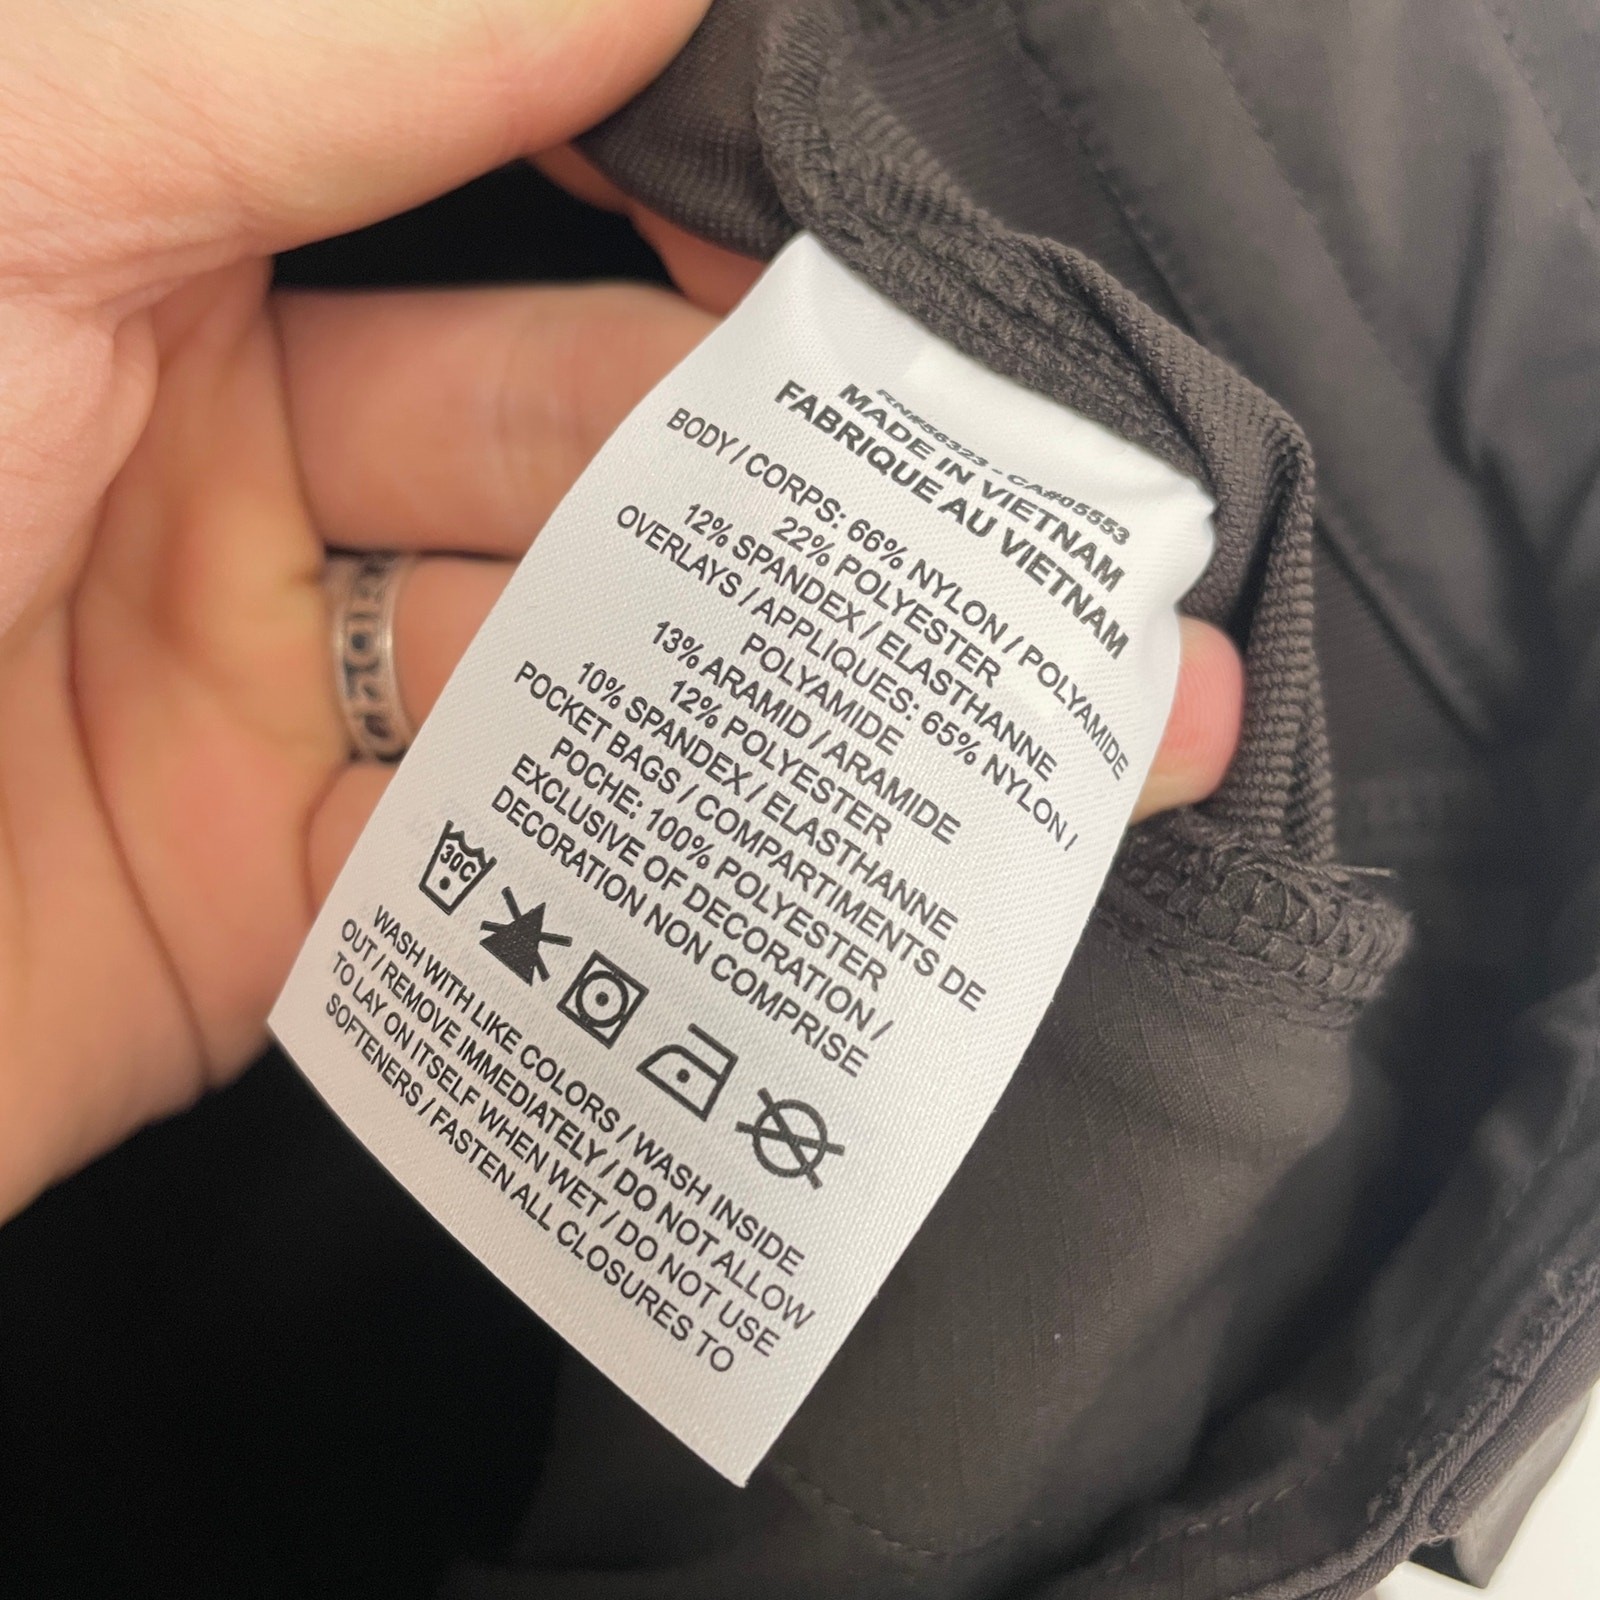 RN#56323 - CA#05553
MADE IN VIETNAM
FABRIQUE AU VIETNAM
BODY / CORPS: 66% NYLON / POLYAMIDE
22% POLYESTER
12% SPANDEX / ELASTHANNE
OVERLAYS / APPLIQUES: 65% NYLON /
POLYAMIDE
13% ARAMID / ARAMIDE
12% POLYESTER
10% SPANDEX / ELASTHANNE
POCKET BAGS / COMPARTIMENTS DE
POCHE: 100% POLYESTER
EXCLUSIVE OF DECORATION /
DECORATION NON COMPRISE
30C
WASH WITH LIKE COLORS / WASH INSIDE
OUT / REMOVE IMMEDIATELY / DO NOT ALLOW
TO LAY ON ITSELF WHEN WET / DO NOT USE
SOFTENERS / FASTEN ALL CLOSURES TO